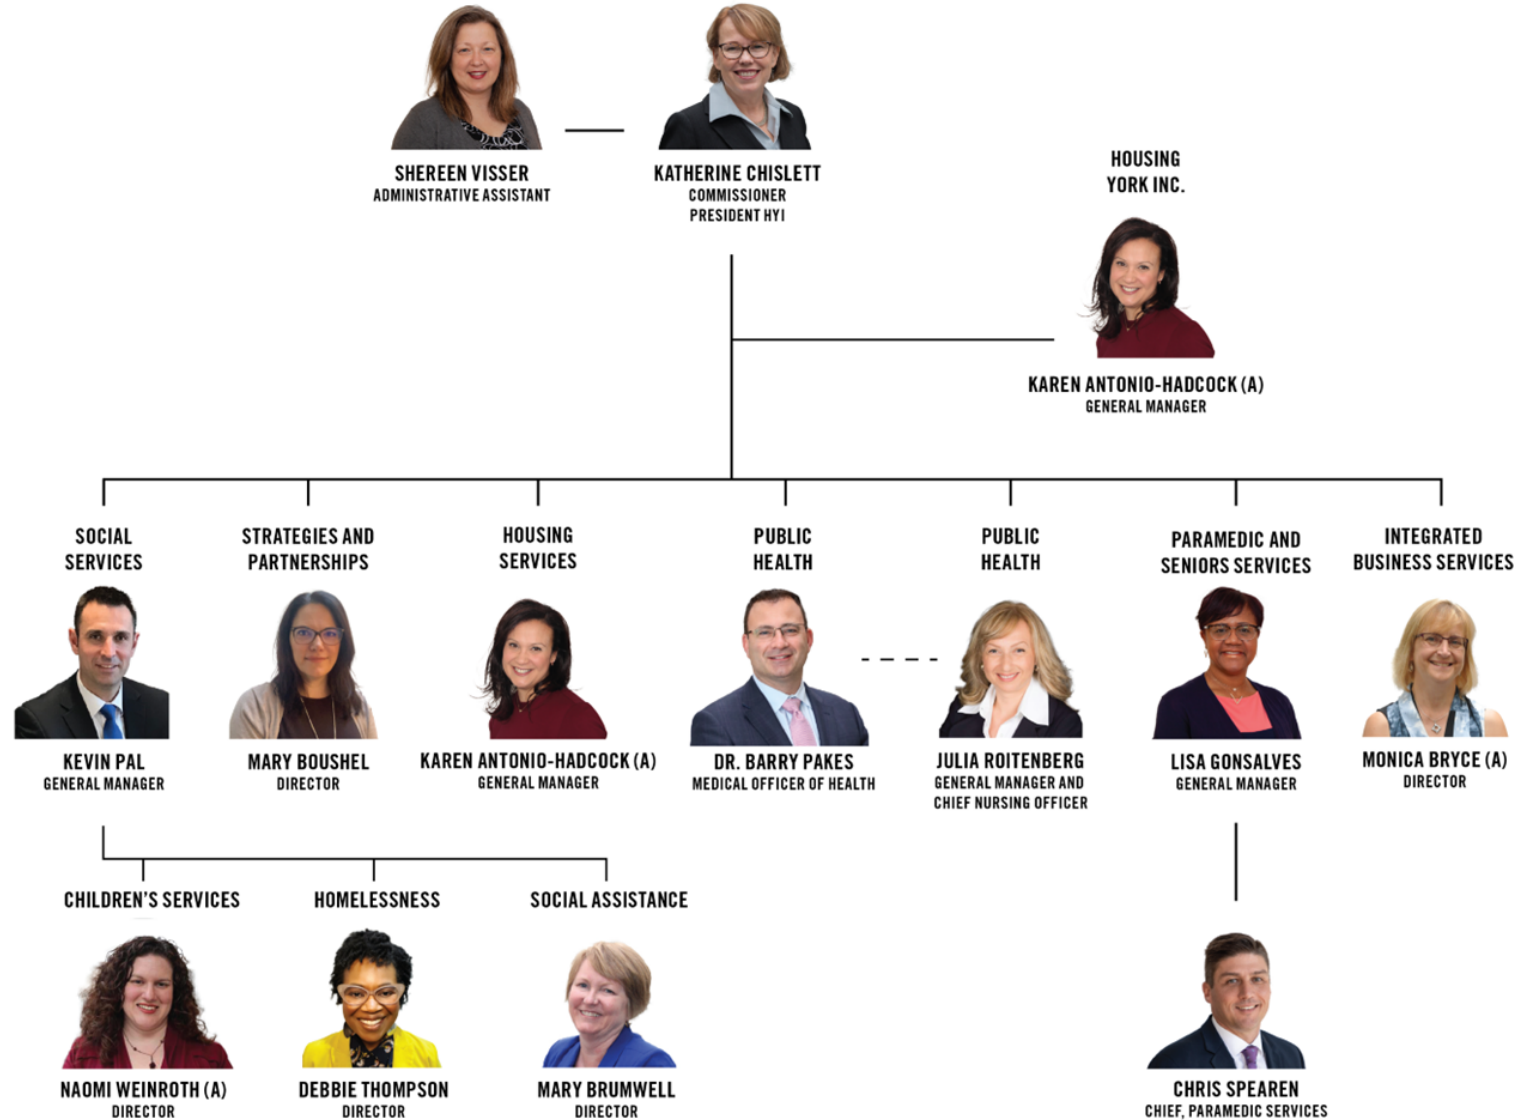 SHEREEN VISSER
ADMINISTRATIVE ASSISTANT
KATHERINE CHISLETT
COMMISSIONER
PRESIDENT HYI
HOUSING
YORK INC.
KAREN ANTONIO-HADCOCK (A)
GENERAL MANAGER
SOCIAL
SERVICES
KEVIN PAL
GENERAL MANAGER
STRATEGIES AND
PARTNERSHIPS
MARY BOUSHEL
DIRECTOR
HOUSING
SERVICES
KAREN ANTONIO-HADCOCK (A)
GENERAL MANAGER
PUBLIC
HEALTH
DR. BARRY PAKES
MEDICAL OFFICER OF HEALTH
PUBLIC
HEALTH
JULIA ROITENBERG
GENERAL MANAGER AND
CHIEF NURSING OFFICER
PARAMEDIC AND
SENIORS SERVICES
LISA GONSALVES
GENERAL MANAGER
INTEGRATED
BUSINESS SERVICES
MONICA BRYCE (A)
DIRECTOR
CHILDREN'S SERVICES
NAOMI WEINROTH (A)
DIRECTOR
HOMELESSNESS
DEBBIE THOMPSON
DIRECTOR
SOCIAL ASSISTANCE
MARY BRUMWELL
DIRECTOR
CHRIS SPEAREN
CHIEF, PARAMEDIC SERVICES